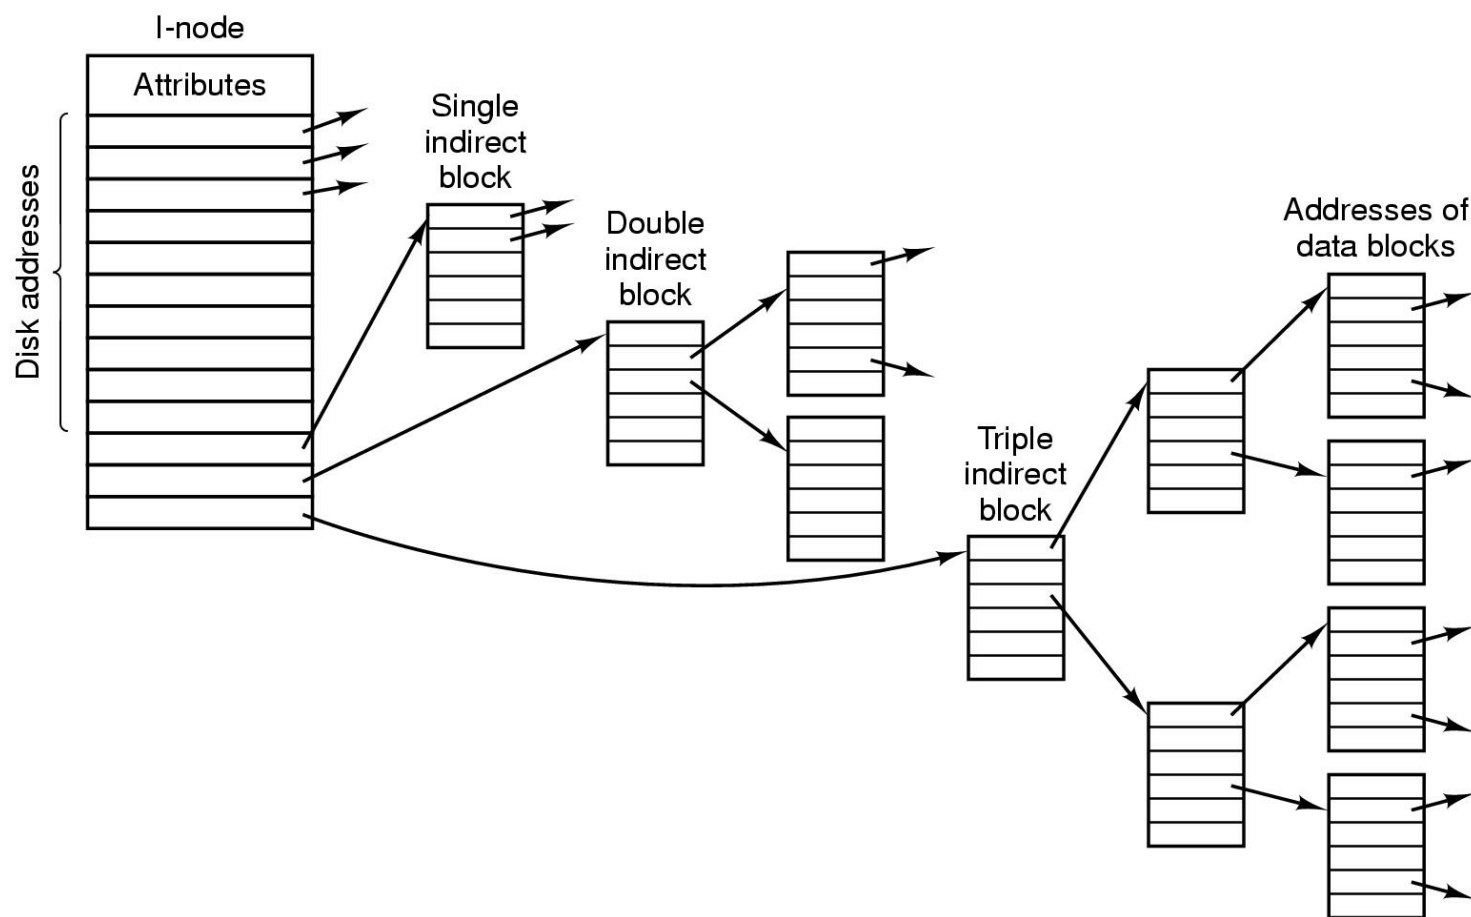 I-node
Attributes
Disk addresses
Single
indirect
block
Double
indirect
block
Triple
indirect
block
Addresses of
data blocks